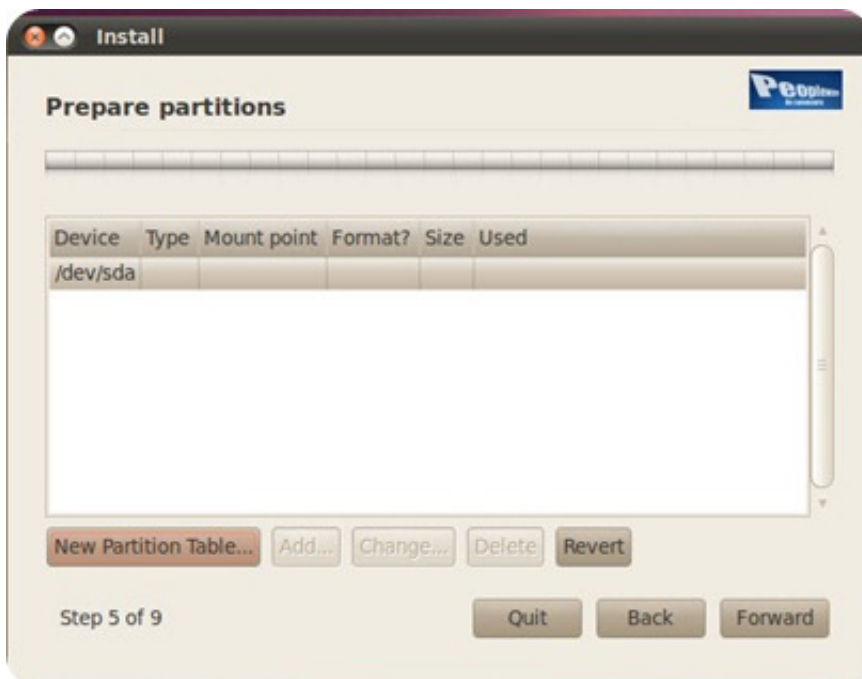 Install
Prepare partitions
Device Type Mount point Format? Size Used
/dev/sda
New Partition Table... Add... Change... Delete Revert
Step 5 of 9 Quit Back Forward